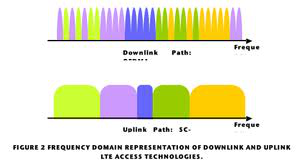 Downlink Path:
Freque
Uplink Path: SC-
Freque
FIGURE 2 FREQUENCY DOMAIN REPRESENTATION OF DOWNLINK AND UPLINK
LTE ACCESS TECHNOLOGIES.